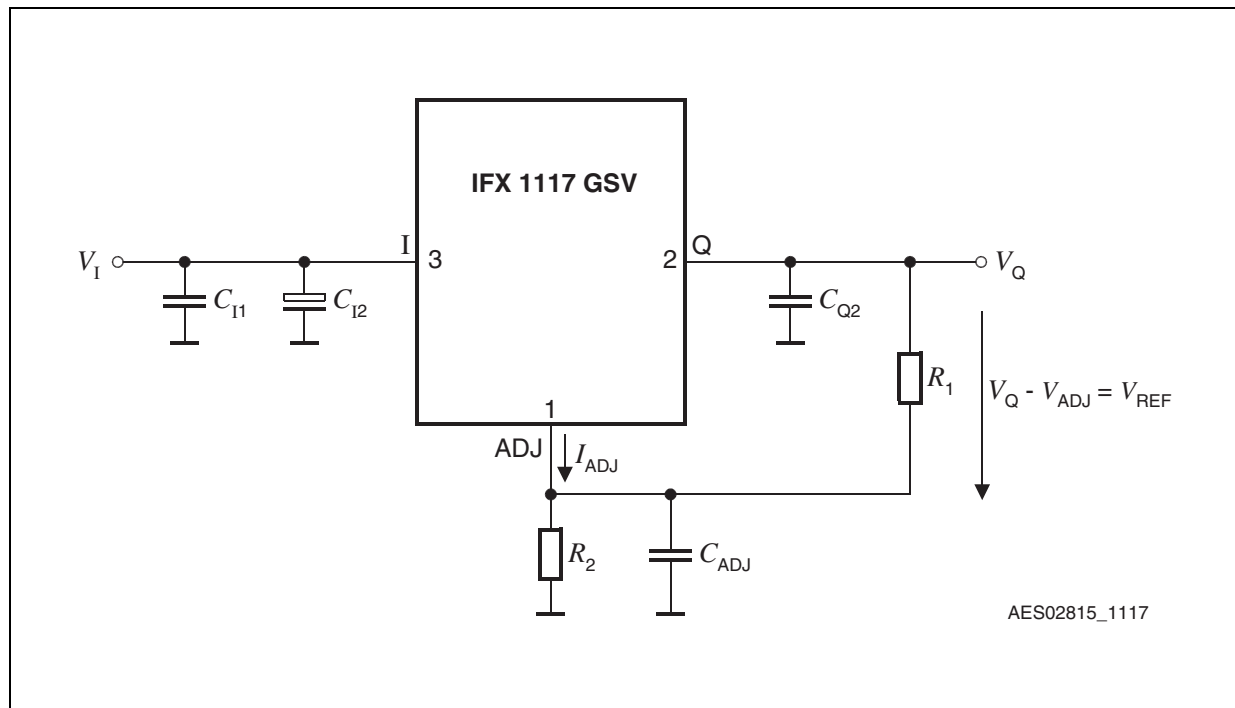 IFX 1117 GSV
V_I
I
3
2
Q
V_Q
C_I1
C_I2
C_Q2
R_1
V_Q - V_ADJ = V_REF
1
ADJ
I_ADJ
R_2
C_ADJ
AES02815_1117